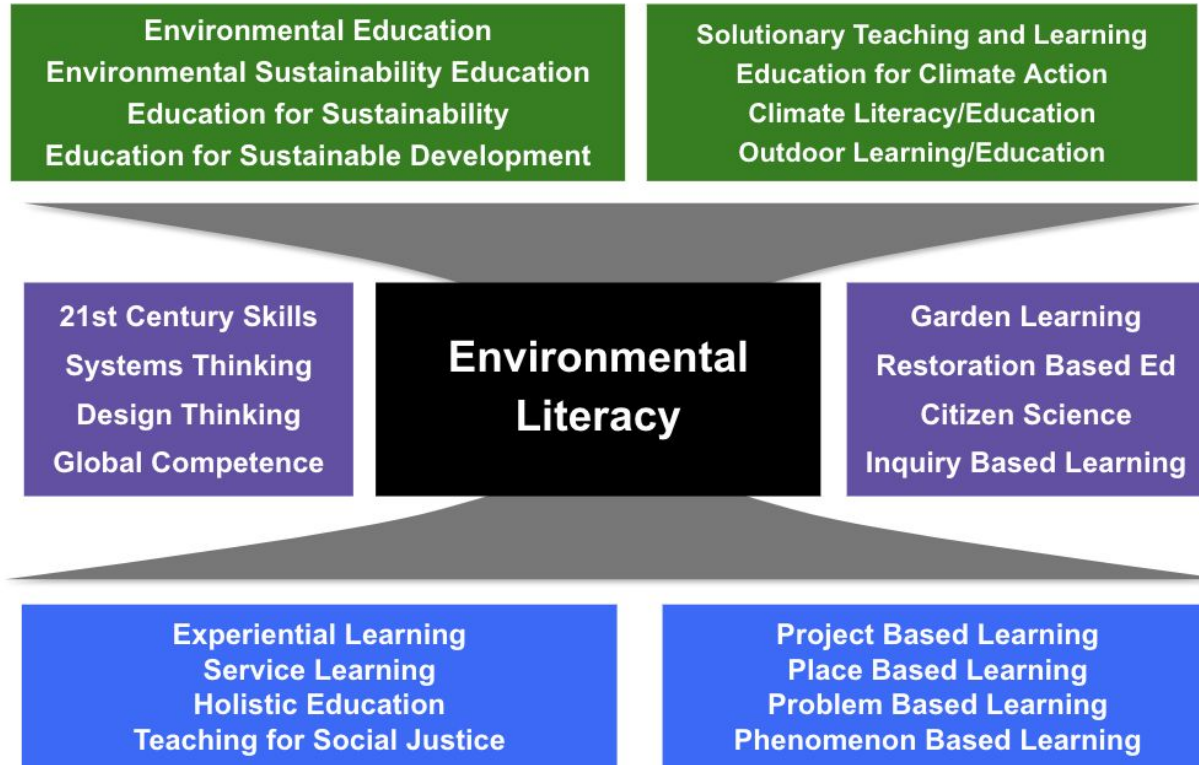 Environmental Education
Environmental Sustainability Education
Education for Sustainability
Education for Sustainable Development
Solutionary Teaching and Learning
Education for Climate Action
Climate Literacy/Education
Outdoor Learning/Education
21st Century Skills
Systems Thinking
Design Thinking
Global Competence
Environmental
Literacy
Garden Learning
Restoration Based Ed
Citizen Science
Inquiry Based Learning
Experiential Learning
Service Learning
Holistic Education
Teaching for Social Justice
Project Based Learning
Place Based Learning
Problem Based Learning
Phenomenon Based Learning